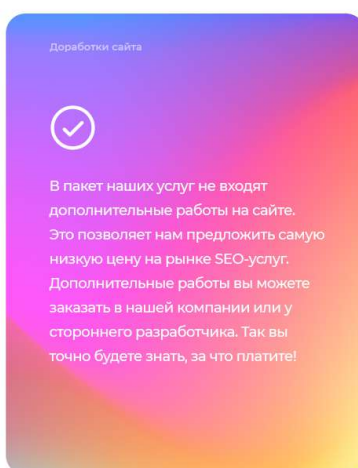 Доработки сайта
В пакет наших услуг не входят
дополнительные работы на сайте.
Это позволяет нам предложить самую
низкую цену на рынке SEO-услуг.
Дополнительные работы вы можете
заказать в нашей компании или у
стороннего разработчика. Так вы
точно будете знать, за что платите!